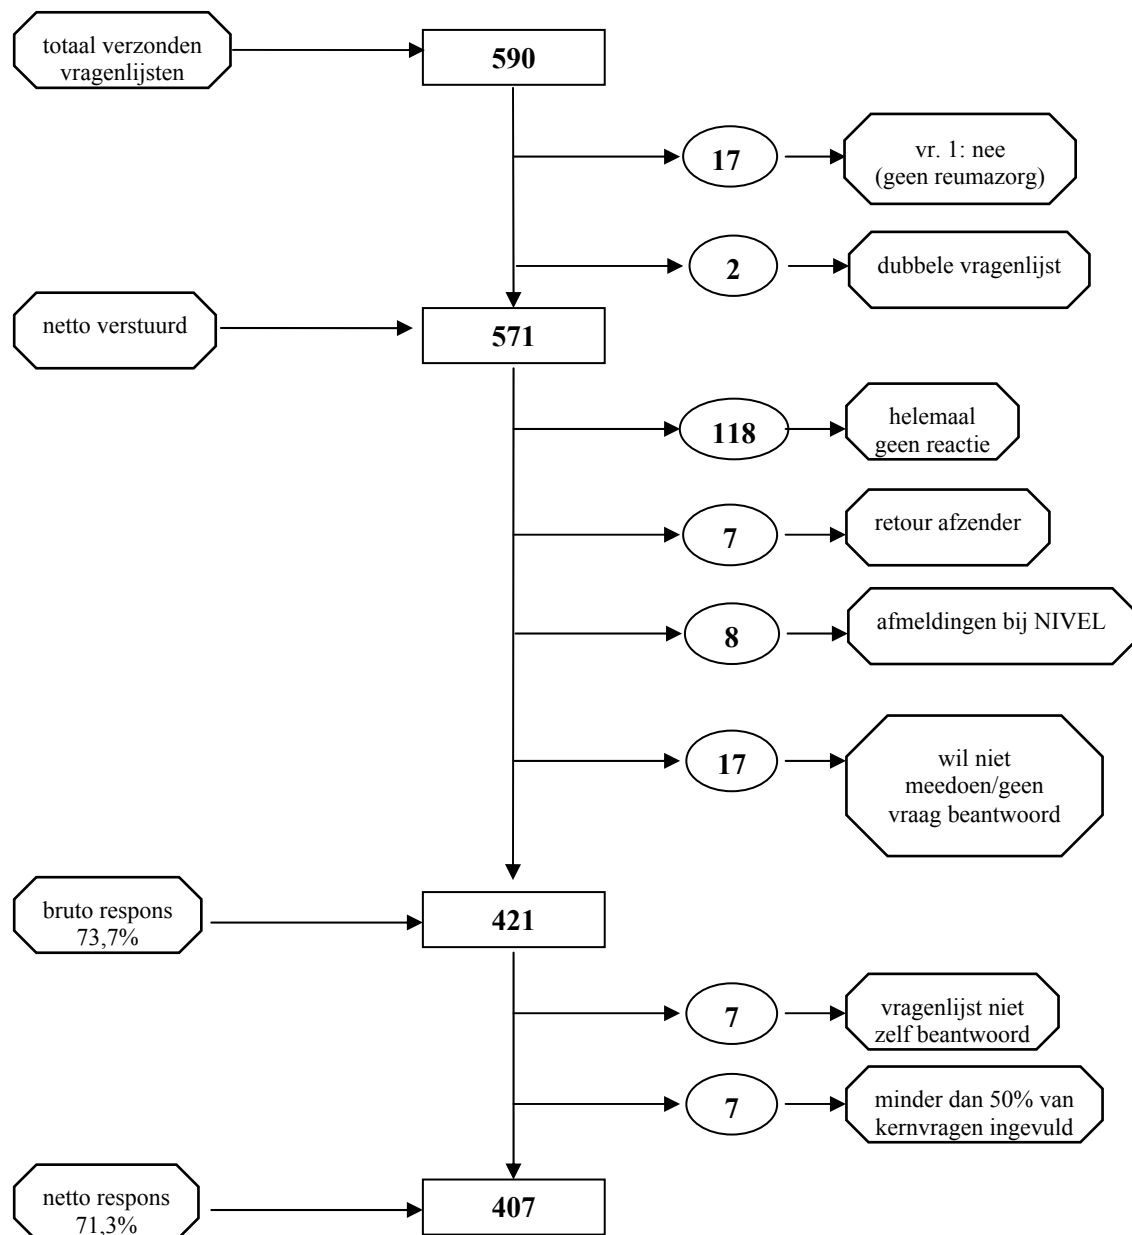 totaal verzonden
vragenlijsten
590
17
vr. 1: nee
(geen reumazorg)
2
dubbele vragenlijst
netto verstuurd
571
118
helemaal
geen reactie
7
retour afzender
8
afmeldingen bij NIVEL
17
wil niet
meedoen/geen
vraag beantwoord
bruto respons
73,7%
421
7
vragenlijst niet
zelf beantwoord
7
minder dan 50% van
kernvragen ingevuld
netto respons
71,3%
407